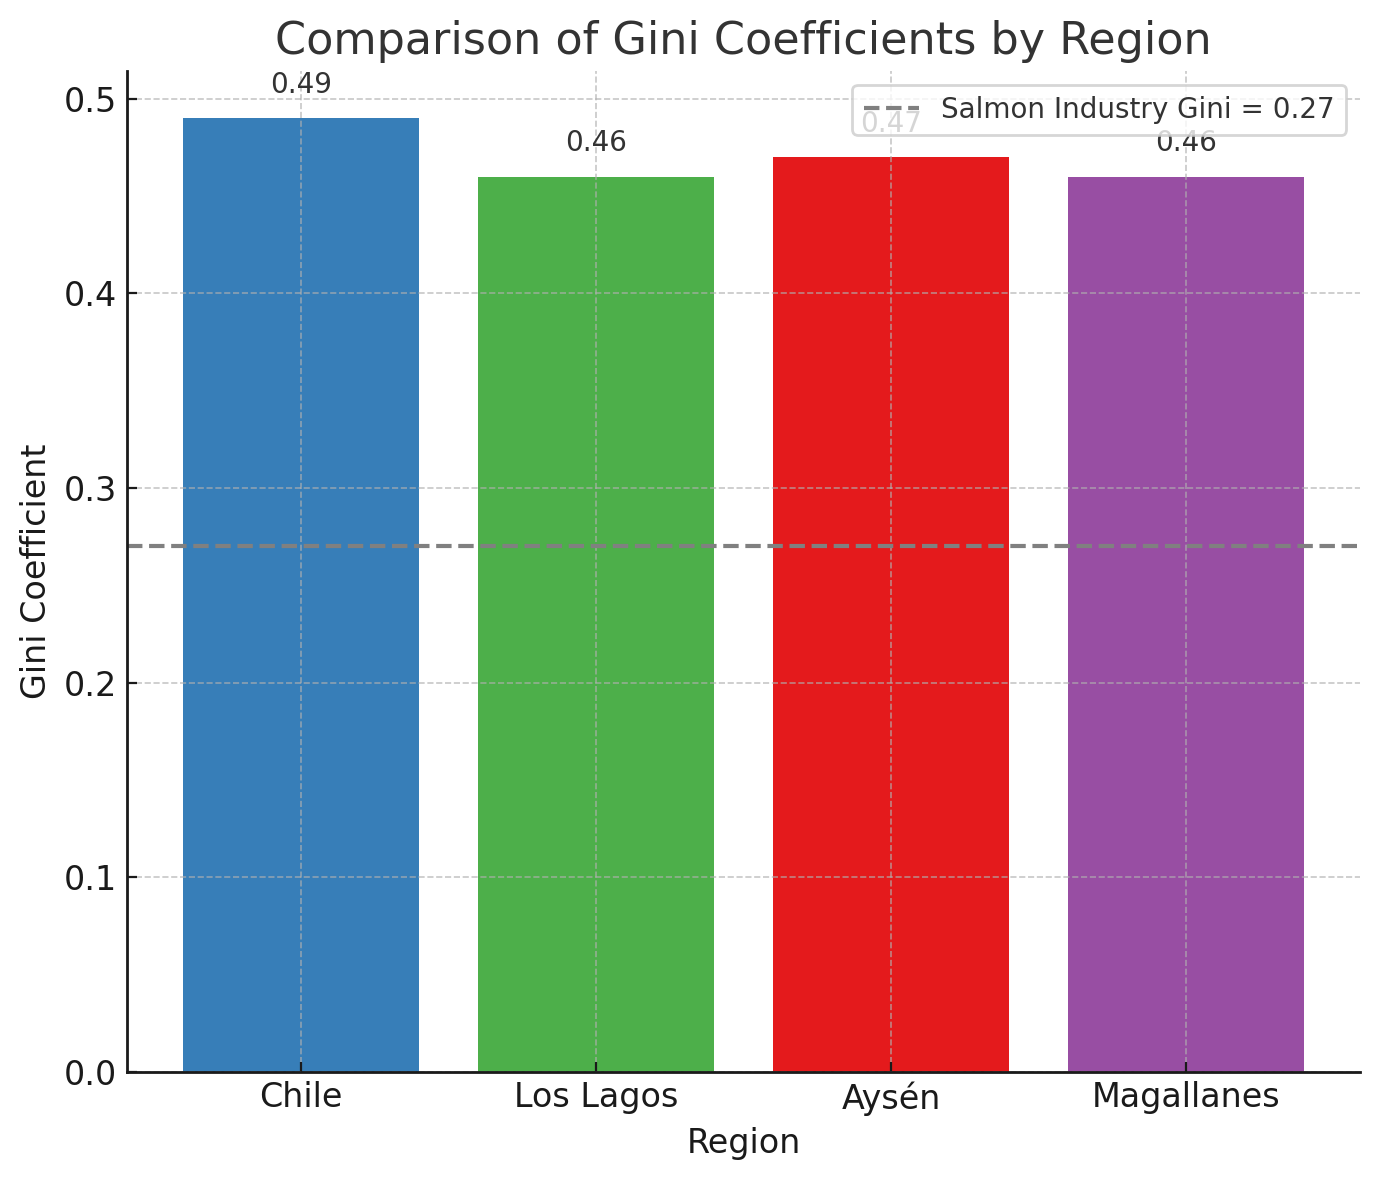 Comparison of Gini Coefficients by Region
0.49
0.46
0.47
0.46
Salmon Industry Gini = 0.27
0.5
0.4
0.3
0.2
0.1
0.0
Gini Coefficient
Chile
Los Lagos
Aysén
Magallanes
Region